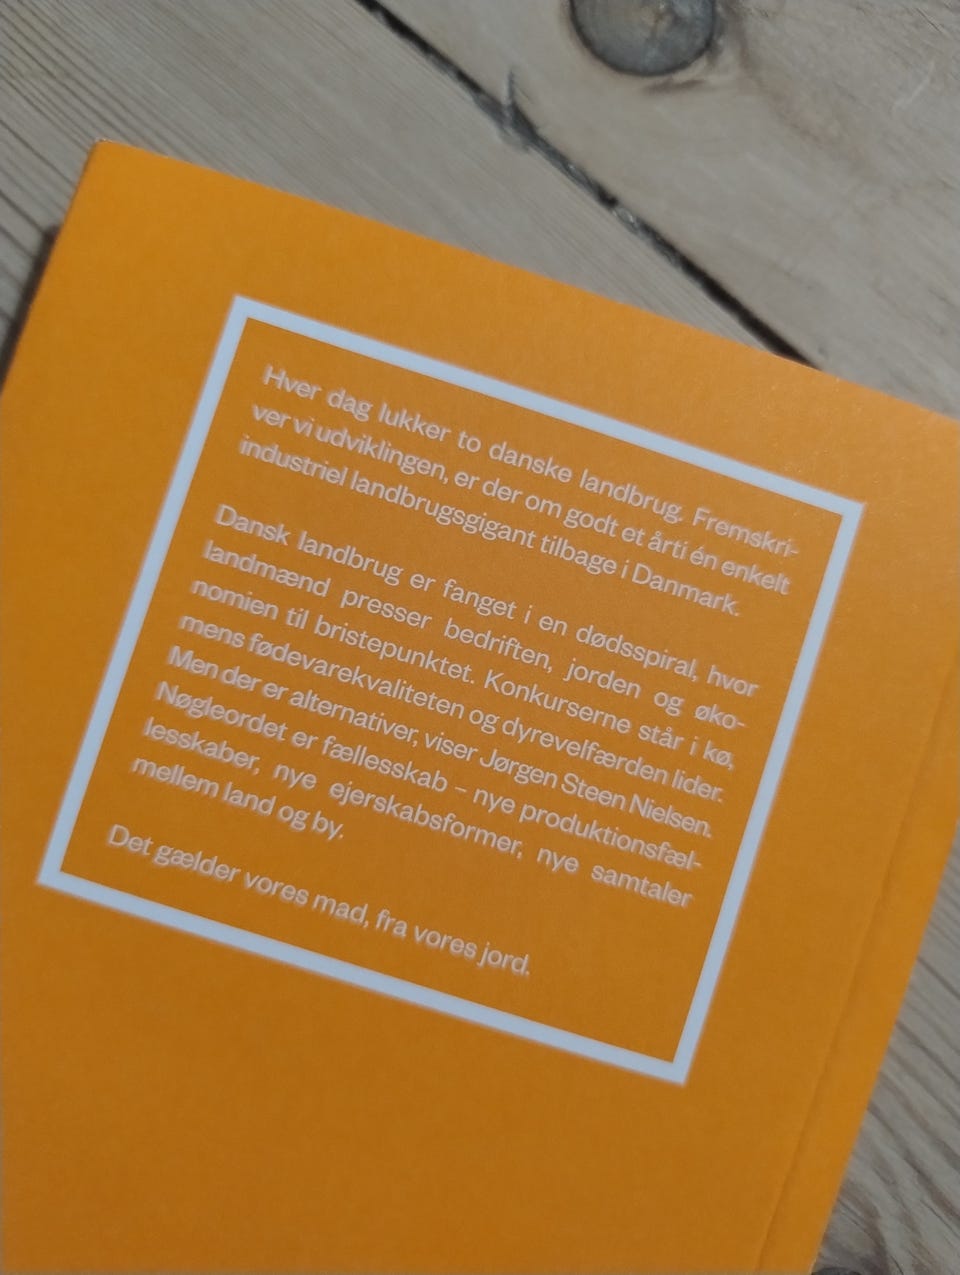 Hver dag lukker to danske landbrug. Fremskri-
ver vi udviklingen, er der om godt et årti én enkelt
industriel landbrugsgigant tilbage i Danmark.
Dansk landbrug er fanget i en dødsspiral, hvor
landmænd presser bedriften, jorden og øko-
nomien til bristepunktet. Konkurserne står i kø,
mens fødevarekvaliteten og dyrevelfærden lider.
Men der er alternativer, viser Jørgen Steen Nielsen.
Nøgleordet er fællesskab – nye produktionsfæl-
lesskaber, nye ejerskabsformer, nye samtaler
mellem land og by.
Det gælder vores mad, fra vores jord.